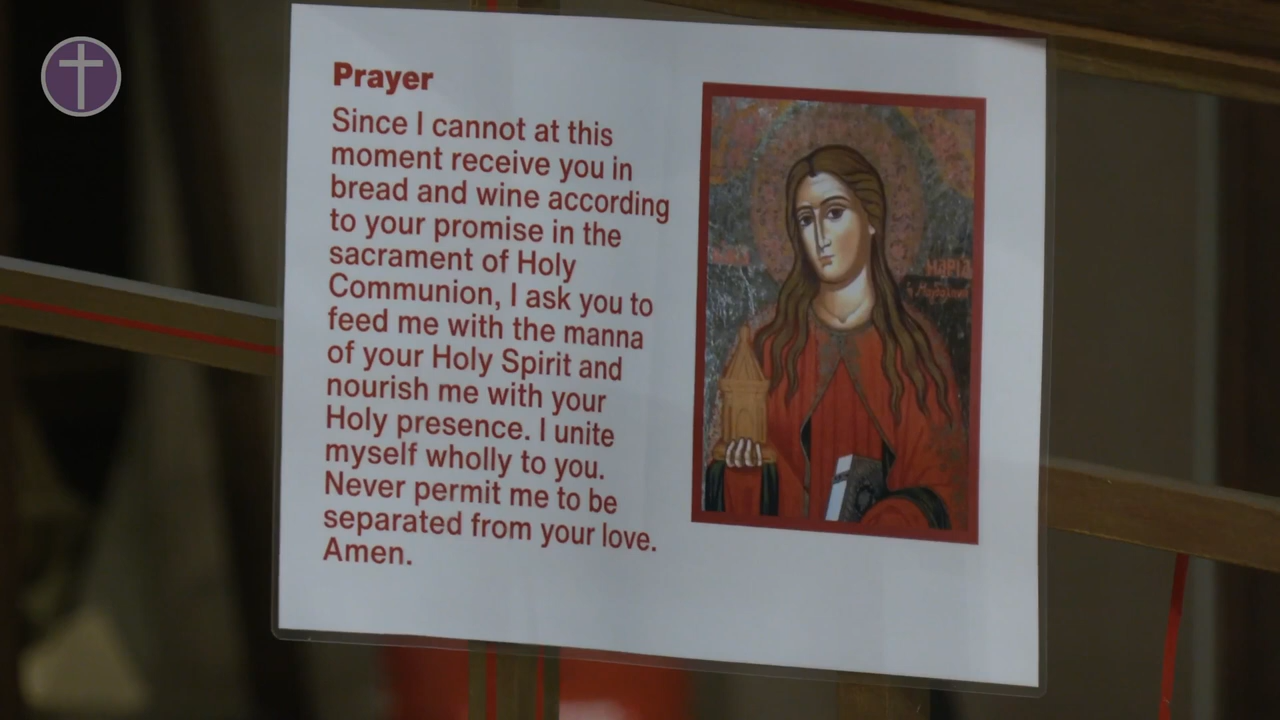 Prayer
Since I cannot at this
moment receive you in
bread and wine according
to your promise in the
sacrament of Holy
Communion, I ask you to
feed me with the manna
of your Holy Spirit and
nourish me with your
Holy presence. I unite
myself wholly to you.
Never permit me to be
separated from your love.
Amen.
ΜΑΡΙΑ